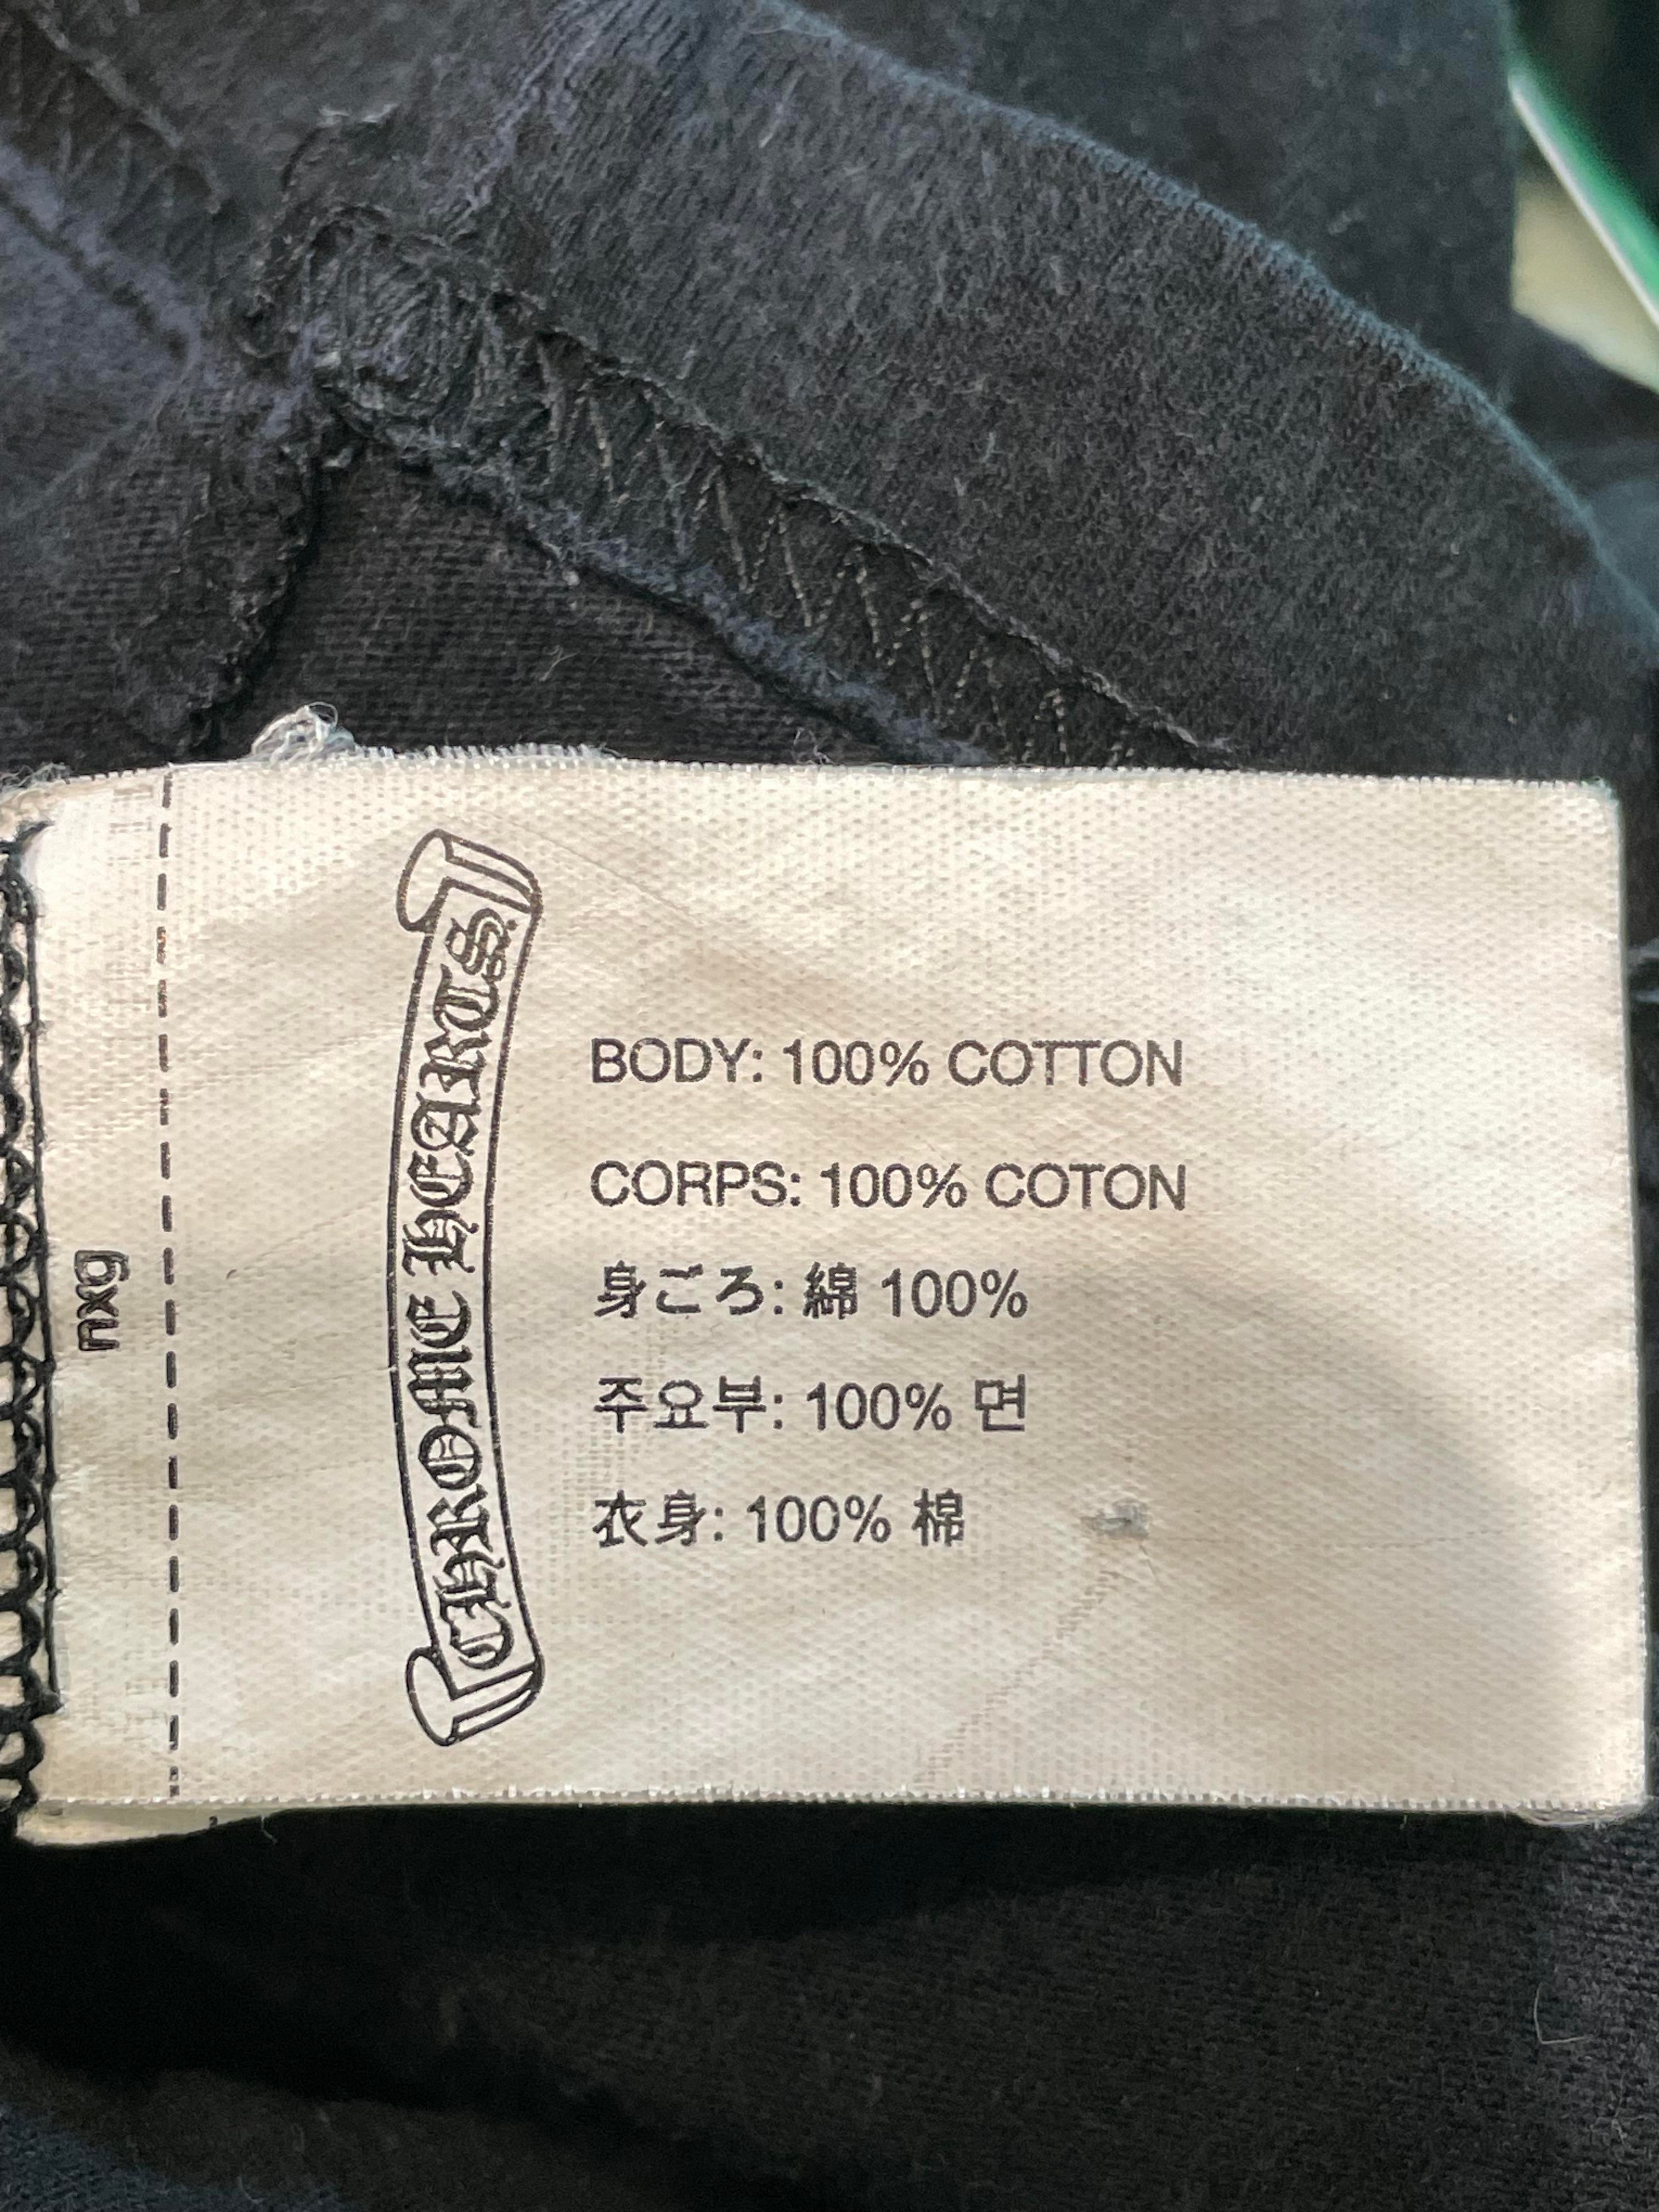 nxg
CHROME HEARTS
BODY: 100% COTTON
CORPS: 100% COTON
身ごろ: 綿 100%
주요부: 100% 면
衣身: 100% 棉